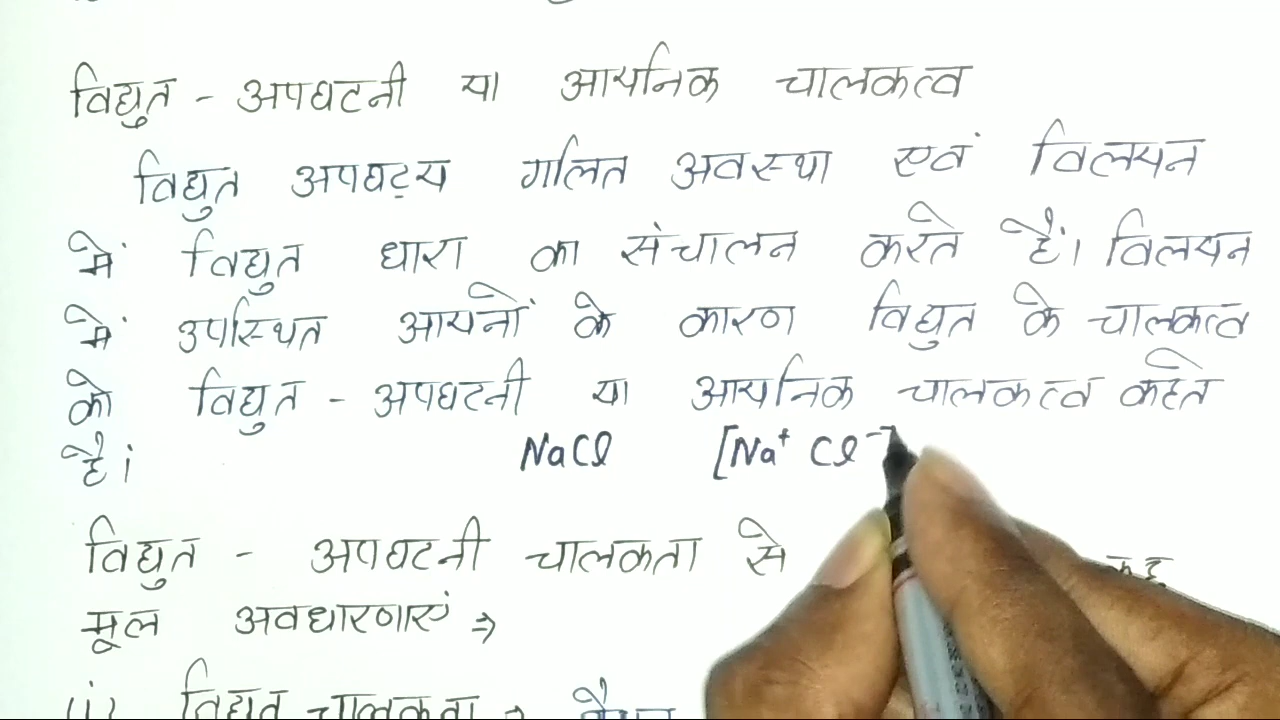 विद्युत - अपघटनी या आयनिक चालकत्व
विद्युत अपघट्य गलित अवस्था एवं विलयन
में विद्युत धारा का संचालन करते हैं। विलयन
में उपस्थित आयनों के कारण विद्युत के चालकत्व
को विद्युत - अपघटनी या आयनिक चालकत्व कहते
है। NaCl [Na⁺ Cl⁻]
विद्युत - अपघटनी चालकता से
मूल अवधारणाएं ⇒
(i) विद्युत चालकता ⇒